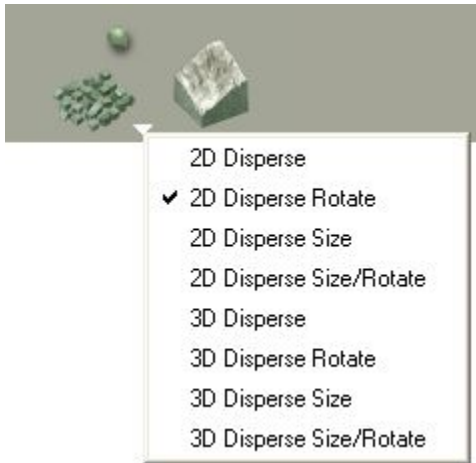 2D Disperse
2D Disperse Rotate
2D Disperse Size
2D Disperse Size/Rotate
3D Disperse
3D Disperse Rotate
3D Disperse Size
3D Disperse Size/Rotate